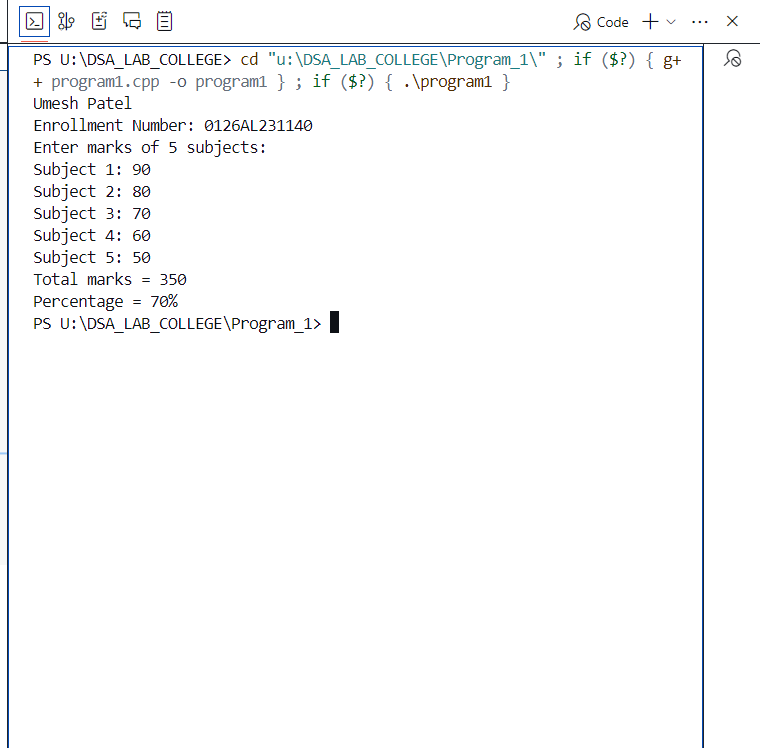 Code
PS U:\DSA_LAB_COLLEGE> cd "u:\DSA_LAB_COLLEGE\Program_1\" ; if ($?) { g+
+ program1.cpp -o program1 } ; if ($?) { .\program1 }
Umesh Patel
Enrollment Number: 0126AL231140
Enter marks of 5 subjects:
Subject 1: 90
Subject 2: 80
Subject 3: 70
Subject 4: 60
Subject 5: 50
Total marks = 350
Percentage = 70%
PS U:\DSA_LAB_COLLEGE\Program_1>